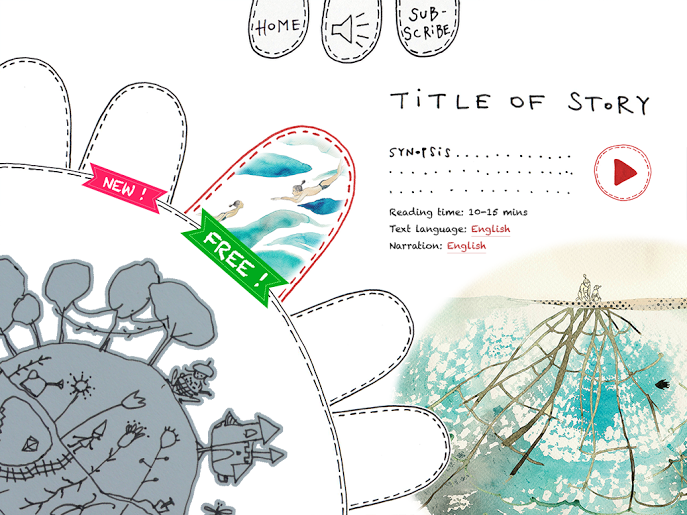 HOME
SUB-
SCRiBE
TiTLE OF SToRY
SYNoPSiS....................
Reading time: 10-15 mins
Text language: English
Narration: English
NEW !
FREE !